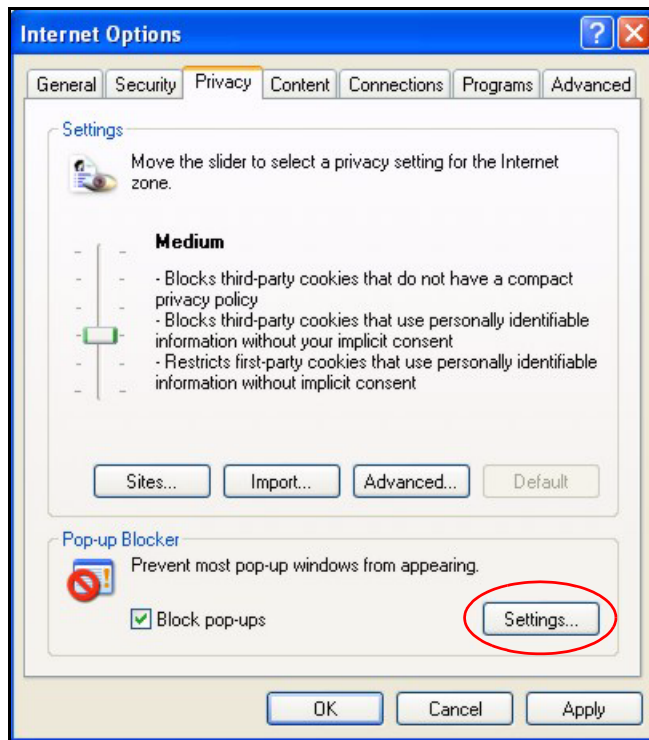 Internet Options
General Security Privacy Content Connections Programs Advanced
Settings
Move the slider to select a privacy setting for the Internet
zone.
Medium
- Blocks third-party cookies that do not have a compact
privacy policy
- Blocks third-party cookies that use personally identifiable
information without your implicit consent
- Restricts first-party cookies that use personally identifiable
information without implicit consent
Sites... Import... Advanced... Default
Pop-up Blocker
Prevent most pop-up windows from appearing.
Block pop-ups Settings...
OK Cancel Apply